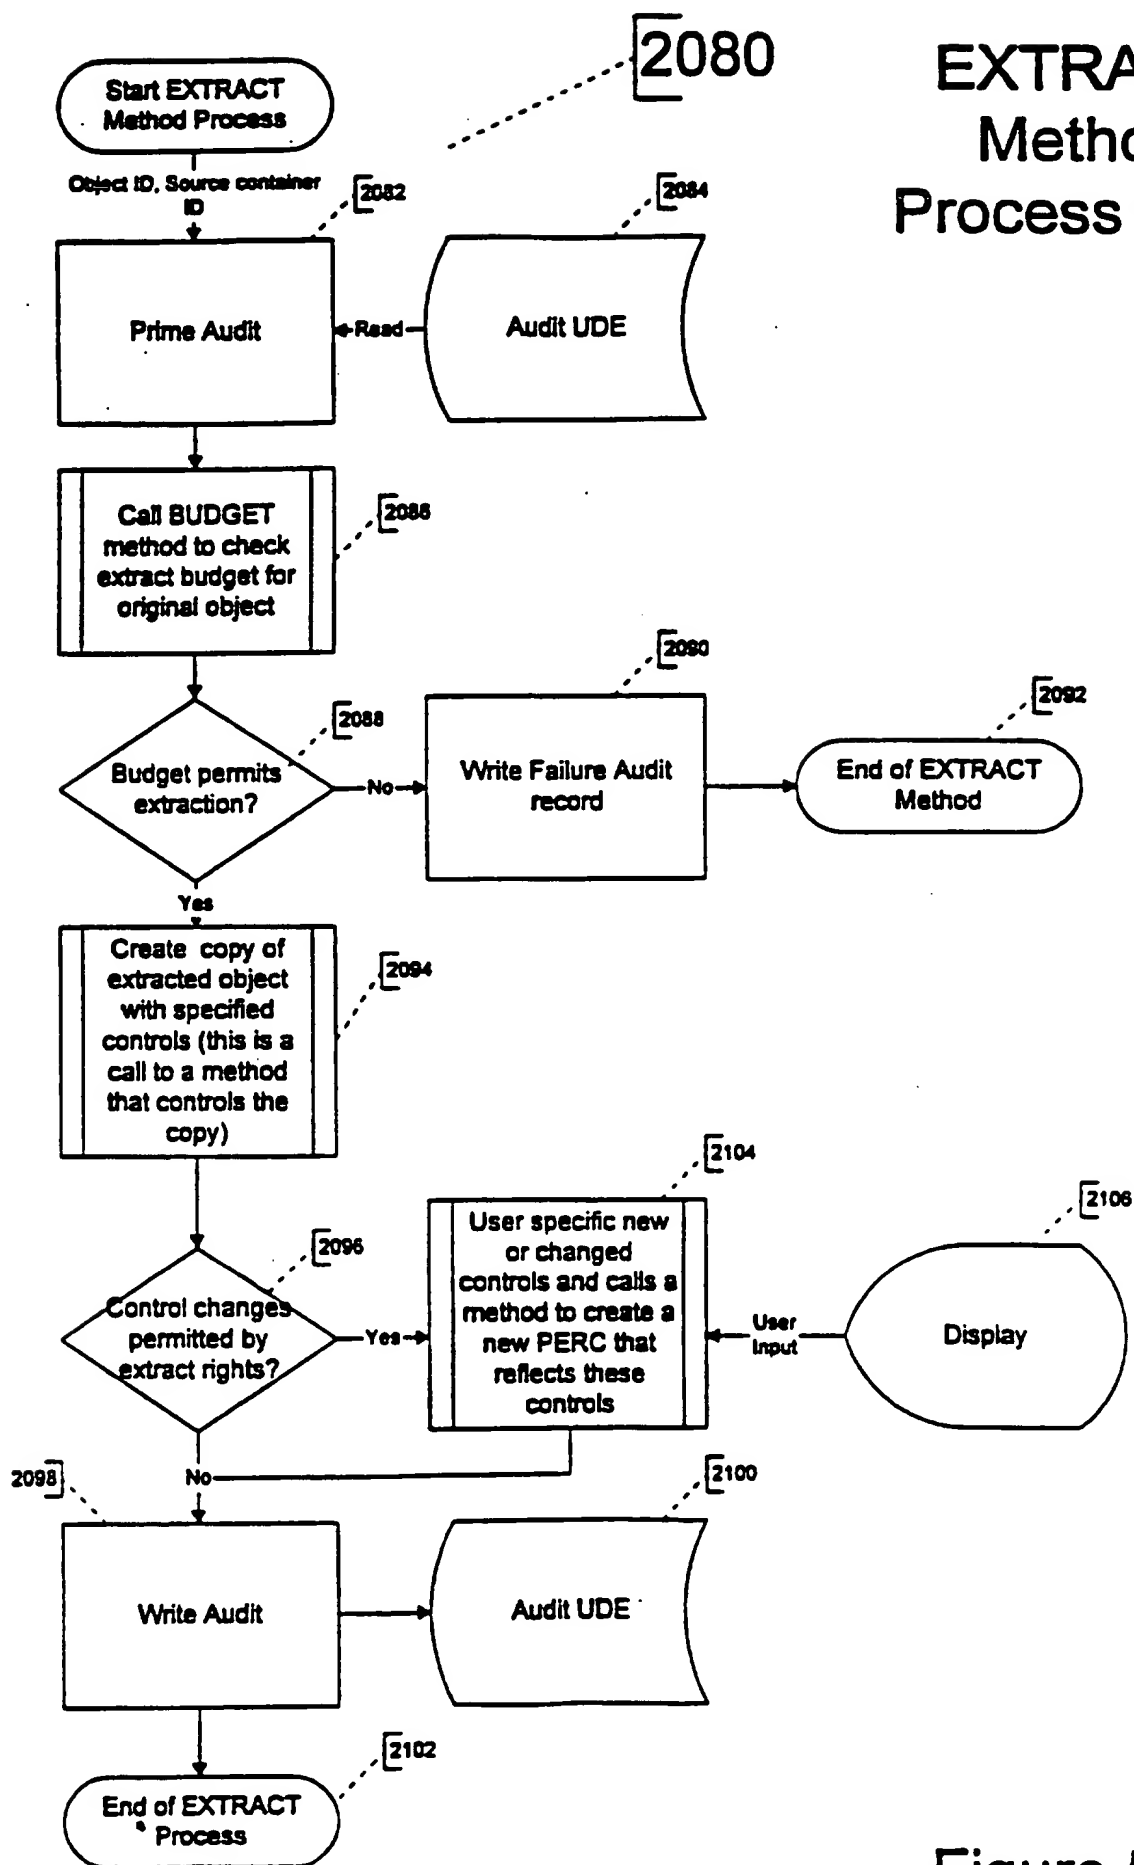 2080
EXTRA
Metho
Process
Start EXTRACT
Method Process
Object ID, Source container
ID
2082
2084
Prime Audit
Read
Audit UDE
Call BUDGET
method to check
extract budget for
original object
2086
2090
2092
2088
Budget permits
extraction?
No
Write Failure Audit
record
End of EXTRACT
Method
Yes
Create copy of
extracted object
with specified
controls (this is a
call to a method
that controls the
copy)
2094
2104
2106
2096
Control changes
permitted by
extract rights?
Yes
User specific new
or changed
controls and calls a
method to create a
new PERC that
reflects these
controls
User
Input
Display
2098
No
2100
Write Audit
Audit UDE
2102
End of EXTRACT
Process
Figure